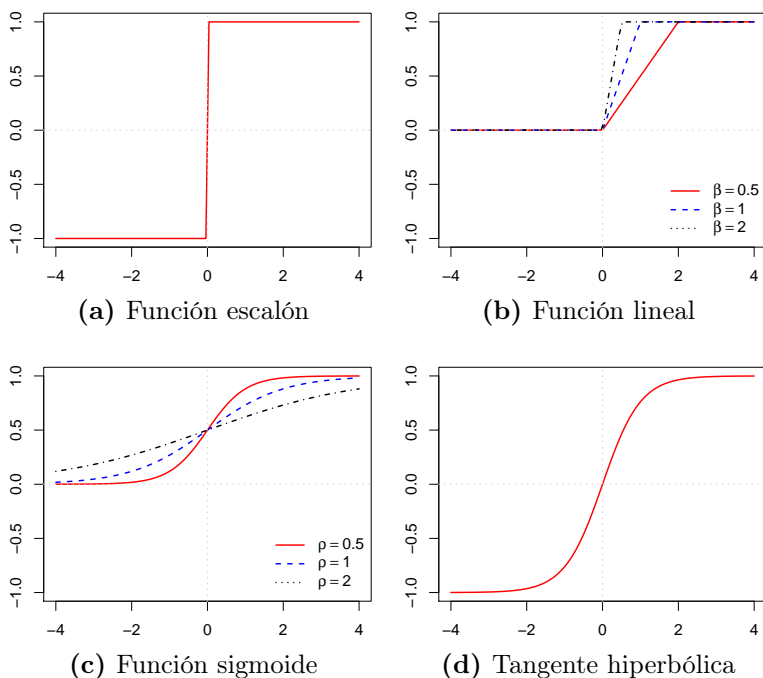 1.0
0.5
0.0
−0.5
−1.0
−4 −2 0 2 4
(a) Función escalón
1.0
0.5
0.0
−0.5
−1.0
β = 0.5
β = 1
β = 2
−4 −2 0 2 4
(b) Función lineal
1.0
0.5
0.0
−0.5
−1.0
ρ = 0.5
ρ = 1
ρ = 2
−4 −2 0 2 4
(c) Función sigmoide
1.0
0.5
0.0
−0.5
−1.0
−4 −2 0 2 4
(d) Tangente hiperbólica